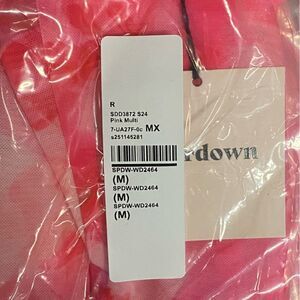 R
SDD3872 S24
Pink Multi
7-UA27F-0c MX
s251145281
SPDW-WD2464
(M)
SPDW-WD2464
(M)
SPDW-WD2464
(M)
rdown